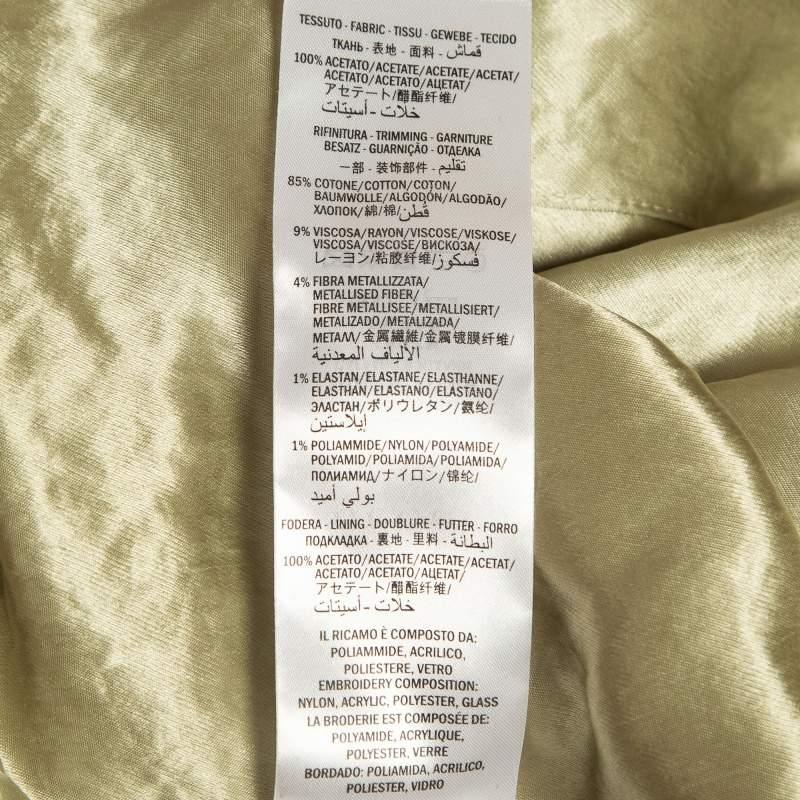 TESSUTO - FABRIC - TISSU - GEWEBE - TECIDO
ТКАНЬ - 表地 - 面料 - قماش
100% ACETATO/ACETATE/ACETATE/ACETAT/
ACETATO/ACETATO/АЦЕТАТ/
アセテート/醋酯纤维/
خلات - أسيتات
RIFINITURA - TRIMMING - GARNITURE
BESATZ - GUARNIÇÃO - ОТДЕЛКА
一部 - 装饰部件 - تقليم
85% COTONE/COTTON/COTON/
BAUMWOLLE/ALGODÓN/ALGODÃO/
ХЛОПОК/綿/棉/قُطن
9% VISCOSA/RAYON/VISCOSE/VISKOSE/
VISCOSA/VISCOSE/ВИСКОЗА/
レーヨン/粘胶纤维/فسكوز
4% FIBRA METALLIZZATA/
METALLISED FIBER/
FIBRE METALLISEE/METALLISIERT/
METALIZADO/METALIZADA/
МЕТАЛЛ/金属繊維/金属镀膜纤维/
الألياف المعدنية
1% ELASTAN/ELASTANE/ELASTHANNE/
ELASTHAN/ELASTANO/ELASTANO/
ЭЛАСТАН/ポリウレタン/氨纶/
إيلاستين
1% POLIAMMIDE/NYLON/POLYAMIDE/
POLYAMID/POLIAMIDA/POLIAMIDA/
ПОЛИАМИД/ナイロン/锦纶/
بولي أميد
FODERA - LINING - DOUBLURE - FUTTER - FORRO
ПОДКЛАДКА - 裏地 - 里料 - البطانة
100% ACETATO/ACETATE/ACETATE/ACETAT/
ACETATO/ACETATO/АЦЕТАТ/
アセテート/醋酯纤维/
خلات - أسيتات
IL RICAMO È COMPOSTO DA:
POLIAMMIDE, ACRILICO,
POLIESTERE, VETRO
EMBROIDERY COMPOSITION:
NYLON, ACRYLIC, POLYESTER, GLASS
LA BRODERIE EST COMPOSÉE DE:
POLYAMIDE, ACRYLIQUE,
POLYESTER, VERRE
BORDADO: POLIAMIDA, ACRILICO,
POLIESTER, VIDRO